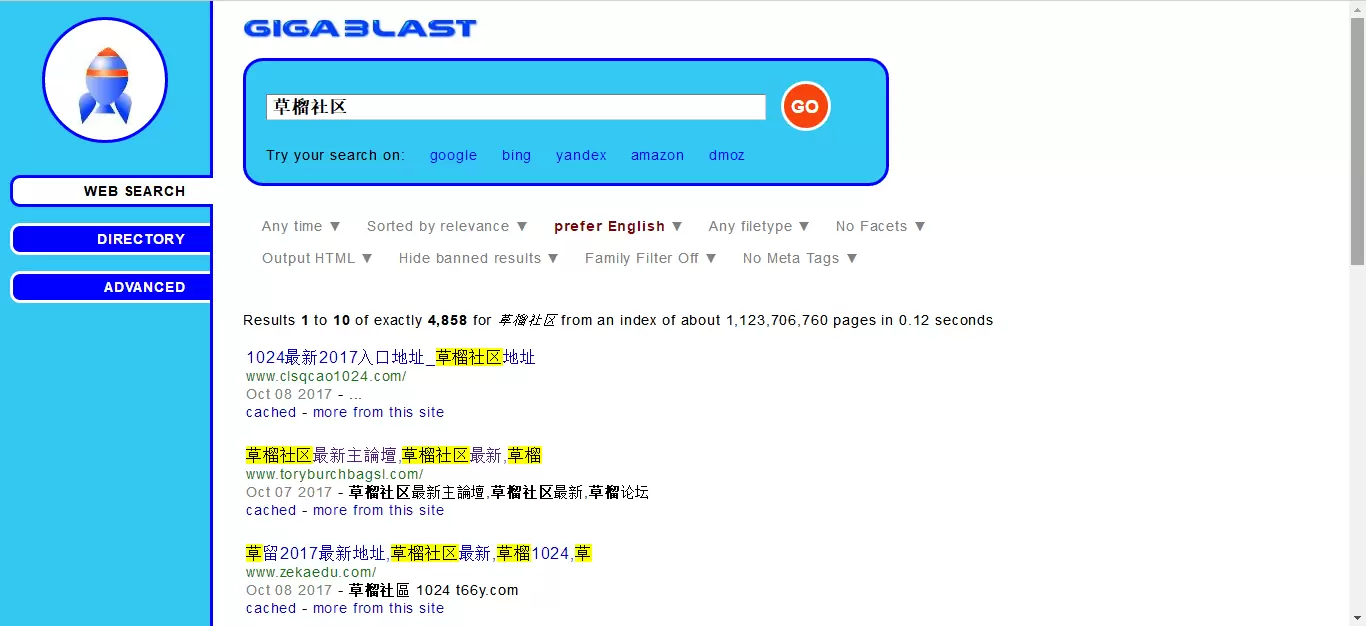 GIGABLAST
草榴社区
GO
Try your search on: google bing yandex amazon dmoz
WEB SEARCH
DIRECTORY
ADVANCED
Any time ▼ Sorted by relevance ▼ prefer English ▼ Any filetype ▼ No Facets ▼
Output HTML ▼ Hide banned results ▼ Family Filter Off ▼ No Meta Tags ▼
Results 1 to 10 of exactly 4,858 for 草榴社区 from an index of about 1,123,706,760 pages in 0.12 seconds
1024最新2017入口地址_草榴社区地址
www.clsqcao1024.com/
Oct 08 2017 - ...
cached - more from this site
草榴社区最新主論壇,草榴社区最新,草榴
www.toryburchbagsl.com/
Oct 07 2017 - 草榴社区最新主論壇,草榴社区最新,草榴论坛
cached - more from this site
草留2017最新地址,草榴社区最新,草榴1024,草
www.zekaedu.com/
Oct 08 2017 - 草榴社區 1024 t66y.com
cached - more from this site